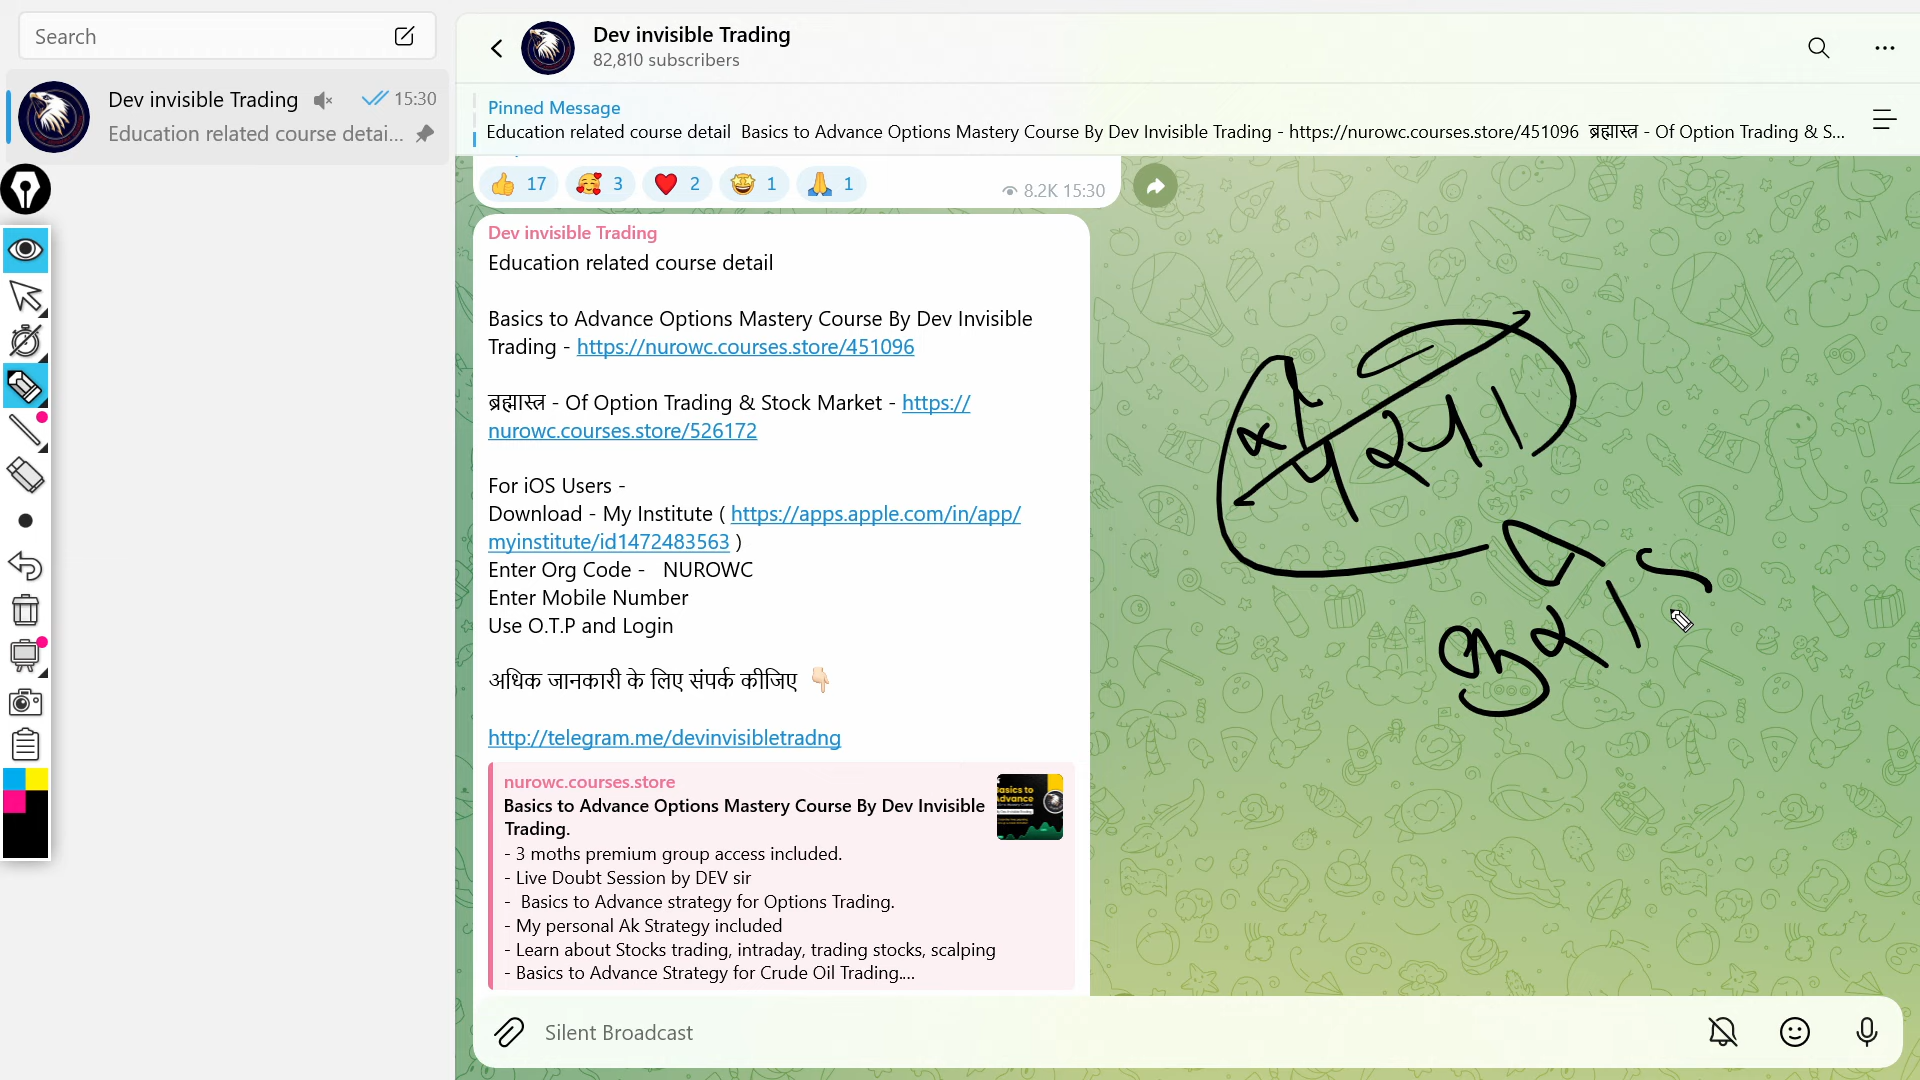 Search
Dev invisible Trading
82,810 subscribers
Dev invisible Trading 15:30
Education related course detai...
Pinned Message
Education related course detail Basics to Advance Options Mastery Course By Dev Invisible Trading - https://nurowc.courses.store/451096 ब्रह्मास्त्र - Of Option Trading & S...
17 3 2 1 1 8.2K 15:30
Dev invisible Trading
Education related course detail
Basics to Advance Options Mastery Course By Dev Invisible
Trading - https://nurowc.courses.store/451096
ब्रह्मास्त्र - Of Option Trading & Stock Market - https://
nurowc.courses.store/526172
For iOS Users -
Download - My Institute ( https://apps.apple.com/in/app/
myinstitute/id1472483563 )
Enter Org Code - NUROWC
Enter Mobile Number
Use O.T.P and Login
अधिक जानकारी के लिए संपर्क कीजिए 👇🏻
http://telegram.me/devinvisibletradng
nurowc.courses.store
Basics to Advance Options Mastery Course By Dev Invisible
Trading.
- 3 moths premium group access included.
- Live Doubt Session by DEV sir
- Basics to Advance strategy for Options Trading.
- My personal Ak Strategy included
- Learn about Stocks trading, intraday, trading stocks, scalping
- Basics to Advance Strategy for Crude Oil Trading....
Silent Broadcast